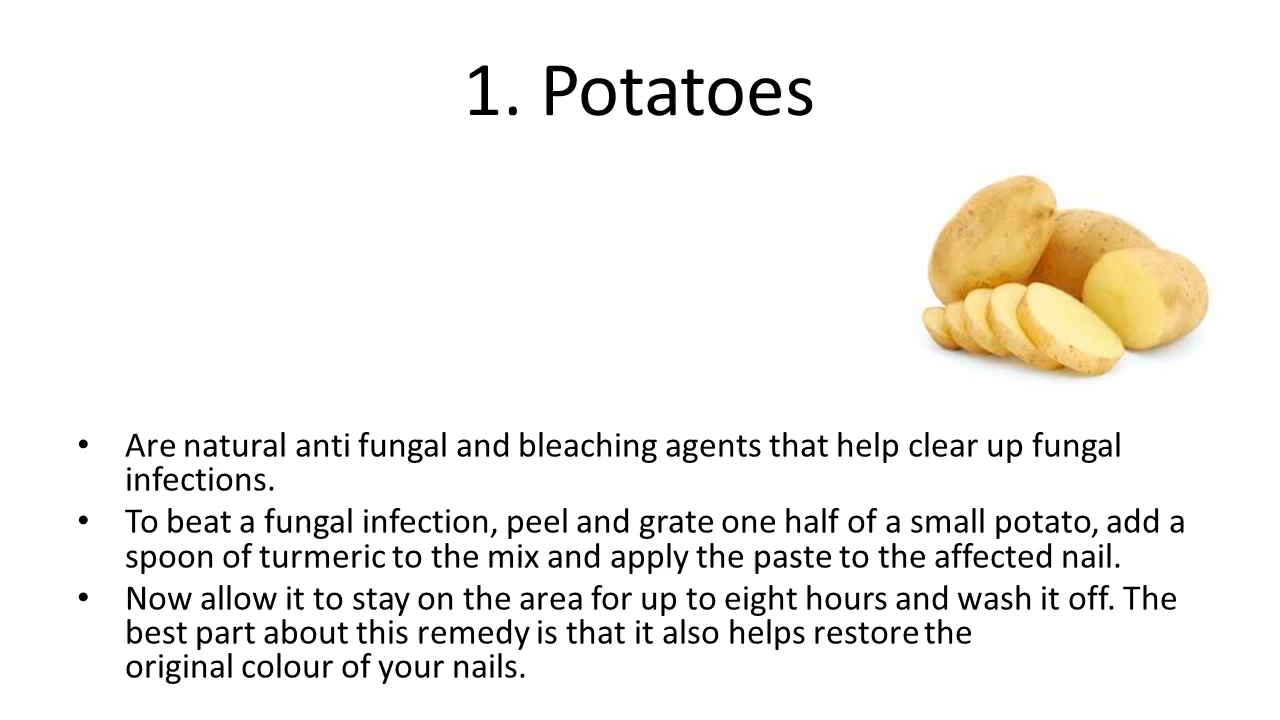 1. Potatoes
• Are natural anti fungal and bleaching agents that help clear up fungal
infections.
• To beat a fungal infection, peel and grate one half of a small potato, add a
spoon of turmeric to the mix and apply the paste to the affected nail.
• Now allow it to stay on the area for up to eight hours and wash it off. The
best part about this remedy is that it also helps restore the
original colour of your nails.